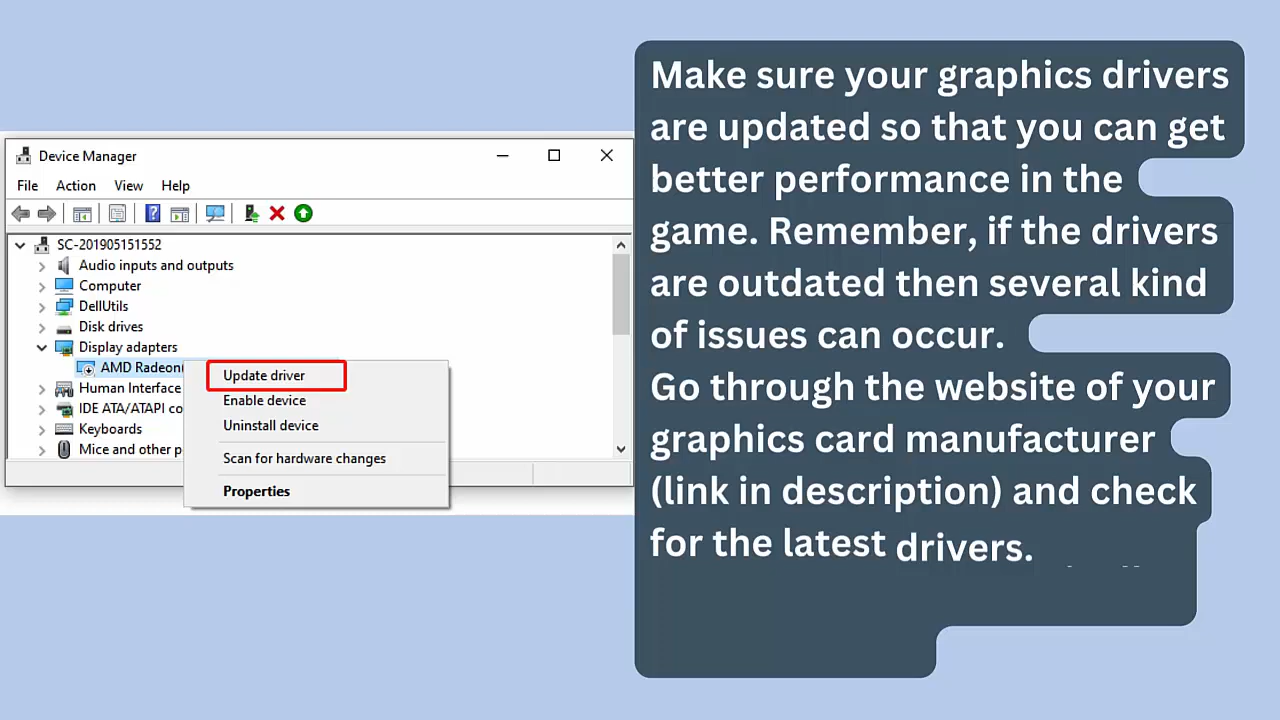 Device Manager
File Action View Help
SC-201905151552
Audio inputs and outputs
Computer
DellUtils
Disk drives
Display adapters
AMD Radeon
Human Interface
IDE ATA/ATAPI co
Keyboards
Mice and other p
Update driver
Enable device
Uninstall device
Scan for hardware changes
Properties
Make sure your graphics drivers
are updated so that you can get
better performance in the
game. Remember, if the drivers
are outdated then several kind
of issues can occur.
Go through the website of your
graphics card manufacturer
(link in description) and check
for the latest drivers.